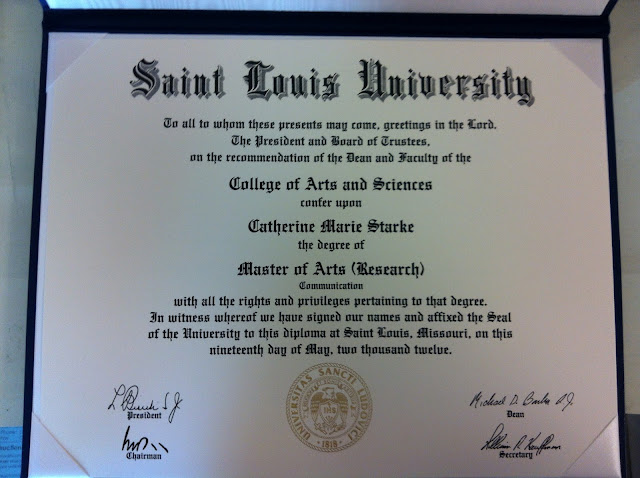 Saint Louis University
To all to whom these presents may come, greetings in the Lord.
The President and Board of Trustees,
on the recommendation of the Dean and Faculty of the
College of Arts and Sciences
confer upon
Catherine Marie Starke
the degree of
Master of Arts (Research)
Communication
with all the rights and privileges pertaining to that degree.
In witness whereof we have signed our names and affixed the Seal
of the University to this diploma at Saint Louis, Missouri, on this
nineteenth day of May, two thousand twelve.
UNIVERSITAS SANCTI LUDOVICI
IHS
1818
President
Michael D. S.J.
Dean
Chairman
William R. Kauffman
Secretary